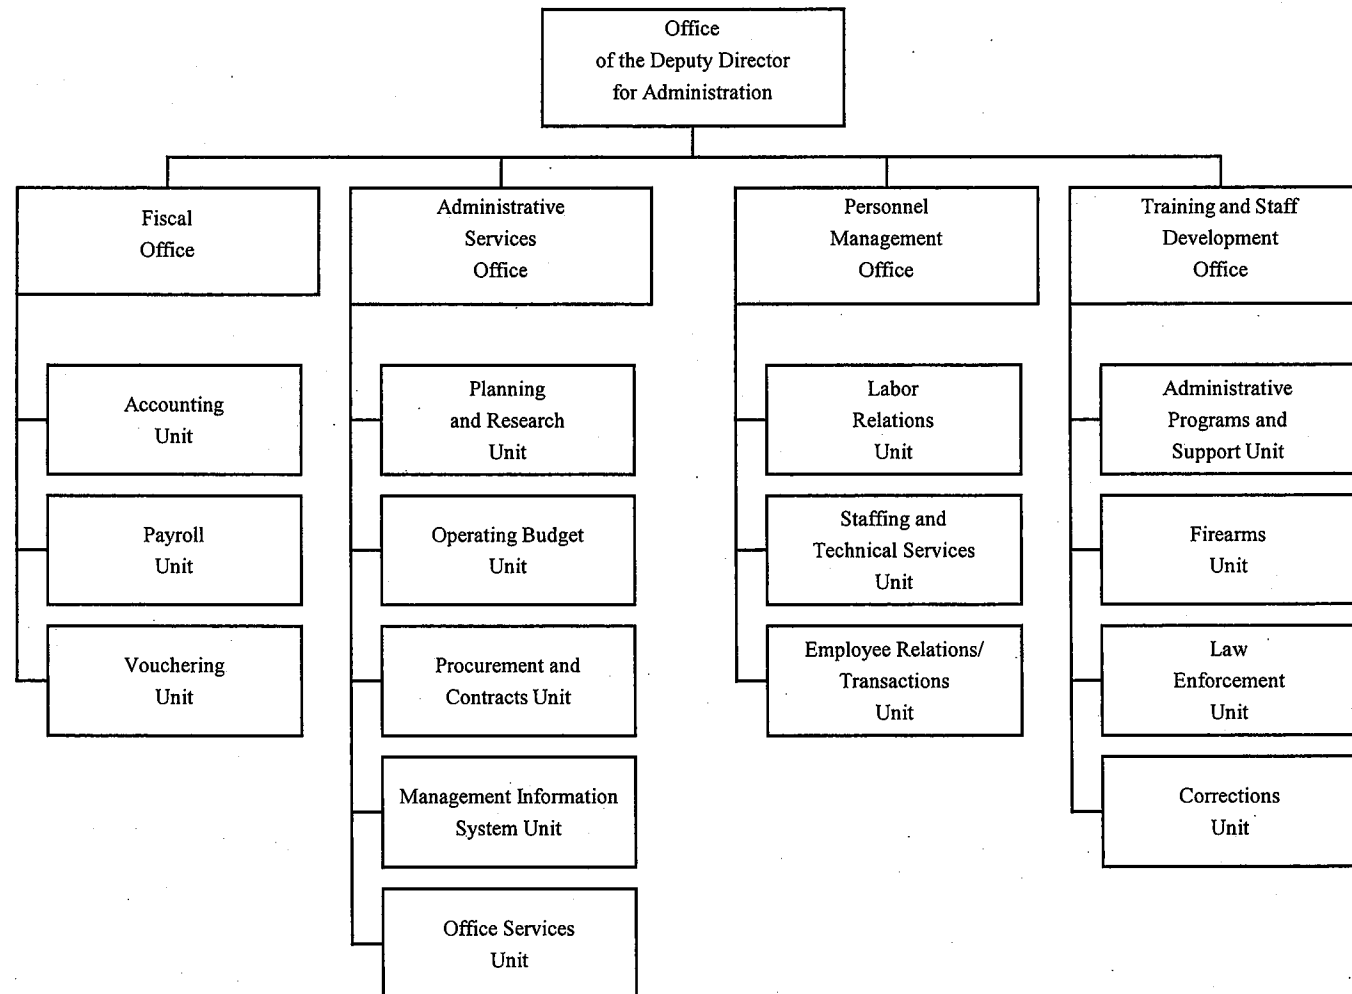 Office
of the Deputy Director
for Administration
Fiscal
Office
Accounting
Unit
Payroll
Unit
Vouchering
Unit
Administrative
Services
Office
Planning
and Research
Unit
Operating Budget
Unit
Procurement and
Contracts Unit
Management Information
System Unit
Office Services
Unit
Personnel
Management
Office
Labor
Relations
Unit
Staffing and
Technical Services
Unit
Employee Relations/
Transactions
Unit
Training and Staff
Development
Office
Administrative
Programs and
Support Unit
Firearms
Unit
Law
Enforcement
Unit
Corrections
Unit